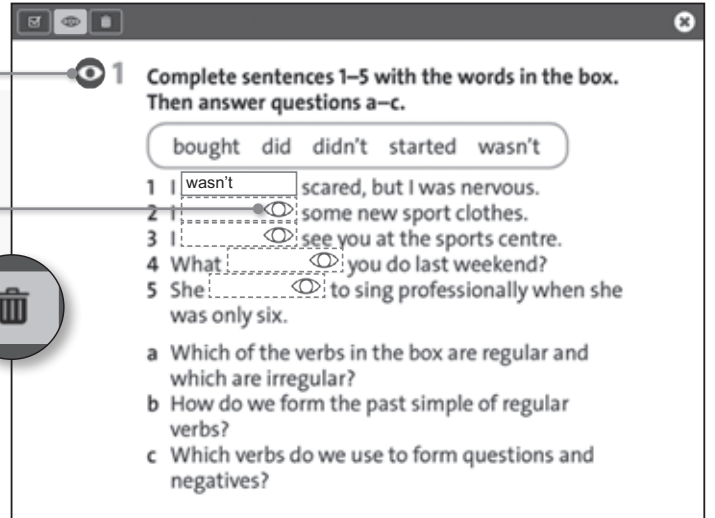 1 Complete sentences 1–5 with the words in the box.
Then answer questions a–c.
bought did didn't started wasn't
1 I wasn't scared, but I was nervous.
2 I some new sport clothes.
3 I see you at the sports centre.
4 What you do last weekend?
5 She to sing professionally when she
was only six.
a Which of the verbs in the box are regular and
which are irregular?
b How do we form the past simple of regular
verbs?
c Which verbs do we use to form questions and
negatives?